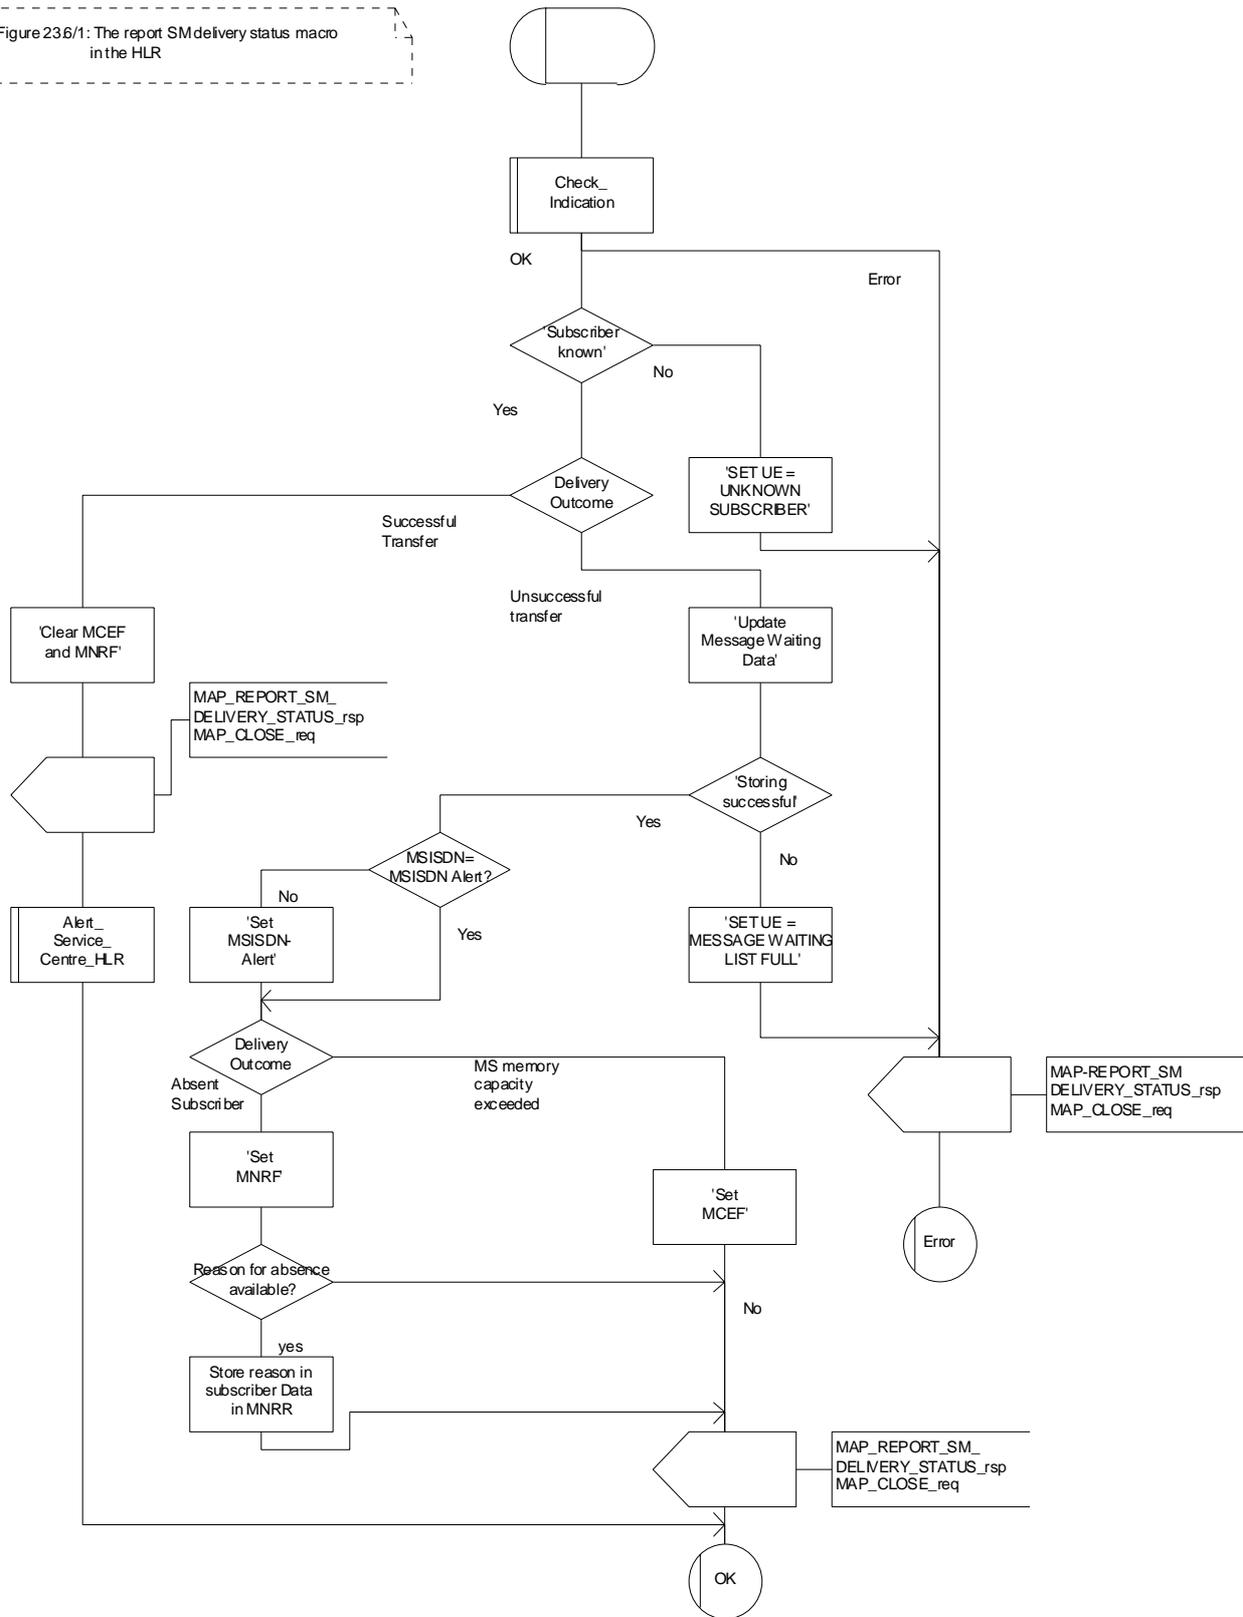 Figure 23.6/1: The report SM delivery status macro
in the HLR
Check_
Indication
OK
Error
'Subscriber
known'
No
Yes
Delivery
Outcome
'SET UE =
UNKNOWN
SUBSCRIBER'
Successful
Transfer
Unsuccessful
transfer
'Clear MCEF
and MNRF'
'Update
Message Waiting
Data'
MAP_REPORT_SM_
DELIVERY_STATUS_rsp
MAP_CLOSE_req
'Storing
successful'
Yes
No
MSISDN=
MSISDN Alert?
No
Yes
Alert_
Service_
Centre_HLR
'Set
MSISDN-
Alert'
'SET UE =
MESSAGE WAITING
LIST FULL'
Delivery
Outcome
Absent
Subscriber
MS memory
capacity
exceeded
MAP-REPORT_SM
DELIVERY_STATUS_rsp
MAP_CLOSE_req
'Set
MNRF'
'Set
MCEF'
Error
Reason for absence
available?
No
yes
Store reason in
subscriber Data
in MNRR
MAP_REPORT_SM_
DELIVERY_STATUS_rsp
MAP_CLOSE_req
OK